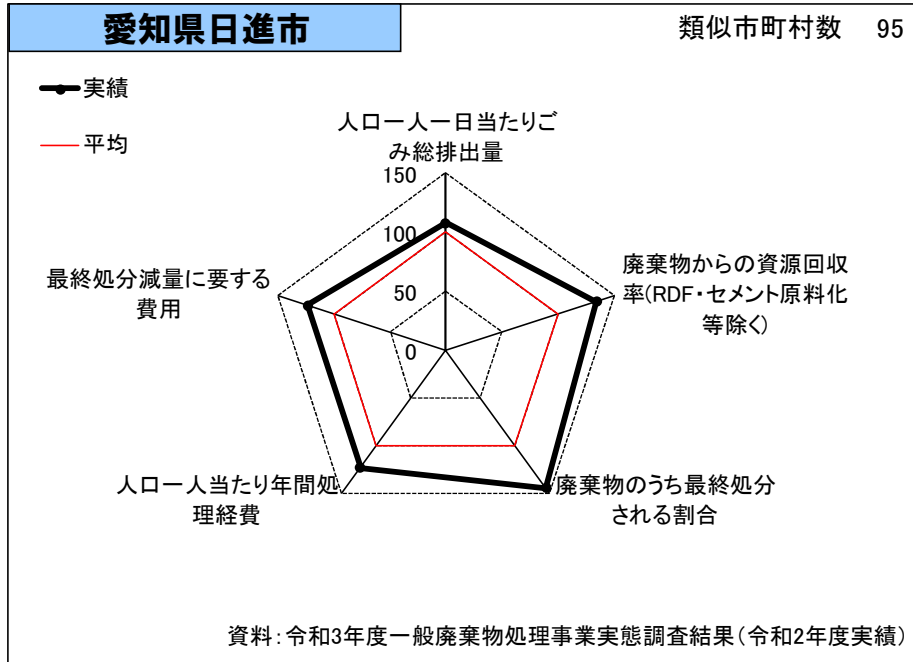 愛知県日進市
類似市町村数 95
実績
平均
人口一人一日当たりご
み総排出量
150
100
50
0
廃棄物からの資源回収
率(RDF・セメント原料化
等除く)
廃棄物のうち最終処分
される割合
人口一人当たり年間処
理経費
最終処分減量に要する
費用
資料:令和3年度一般廃棄物処理事業実態調査結果(令和2年度実績)